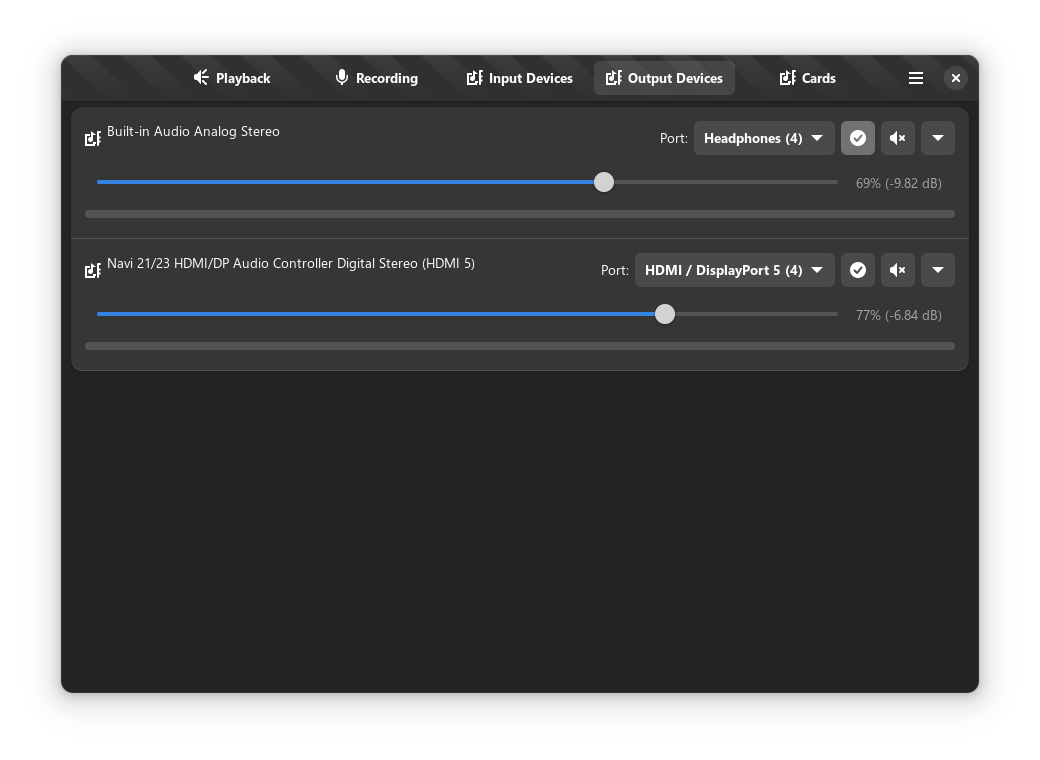 Playback Recording Input Devices Output Devices Cards
Built-in Audio Analog Stereo Port: Headphones (4)
69% (-9.82 dB)
Navi 21/23 HDMI/DP Audio Controller Digital Stereo (HDMI 5) Port: HDMI / DisplayPort 5 (4)
77% (-6.84 dB)